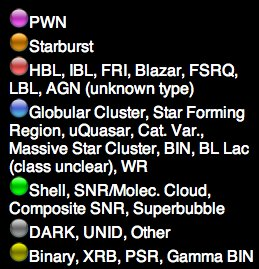 PWN
Starburst
HBL, IBL, FRI, Blazar, FSRQ,
LBL, AGN (unknown type)
Globular Cluster, Star Forming
Region, uQuasar, Cat. Var.,
Massive Star Cluster, BIN, BL Lac
(class unclear), WR
Shell, SNR/Molec. Cloud,
Composite SNR, Superbubble
DARK, UNID, Other
Binary, XRB, PSR, Gamma BIN